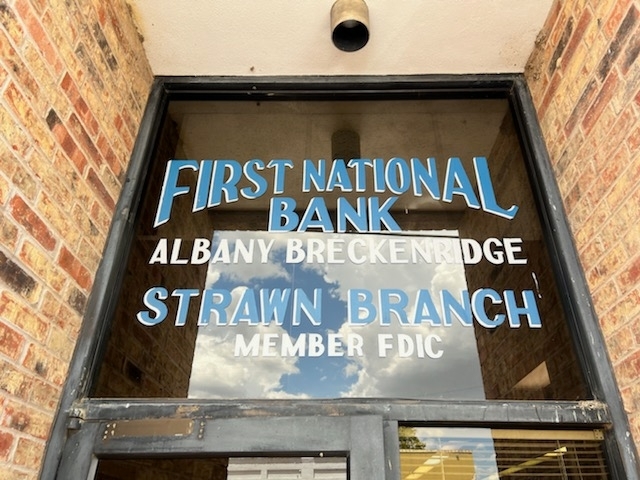 FIRST NATIONAL
BANK
ALBANY BRECKENRIDGE
STRAWN BRANCH
MEMBER FDIC